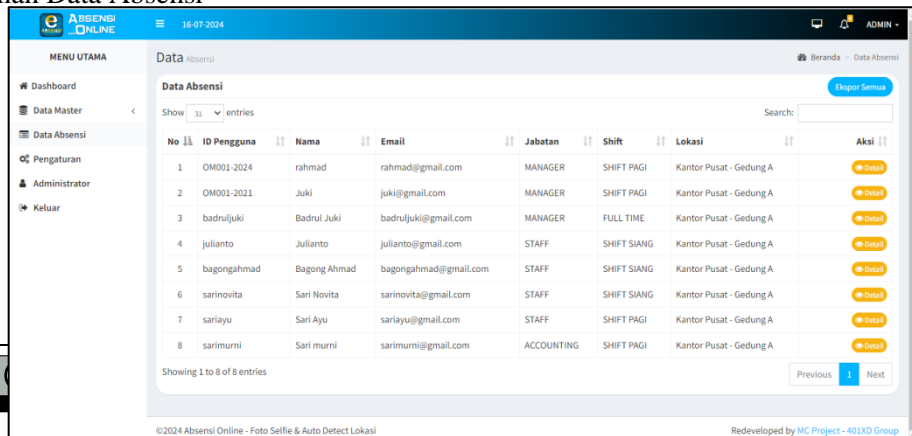 Data Absensi
ABSENSI
...ONLINE
16-07-2024
ADMIN
MENU UTAMA
Data Absensi
Beranda > Data Absensi
Dashboard
Data Master
Data Absensi
Pengaturan
Administrator
Keluar
Data Absensi
Ekspor Semua
Show 31 entries
Search:
No ID Pengguna Nama Email Jabatan Shift Lokasi Aksi
1 OM001-2024 rahmad rahmad@gmail.com MANAGER SHIFT PAGI Kantor Pusat - Gedung A Detail
2 OM001-2021 Juki juki@gmail.com MANAGER SHIFT PAGI Kantor Pusat - Gedung A Detail
3 badruljuki Badrul Juki badruljuki@gmail.com MANAGER FULL TIME Kantor Pusat - Gedung A Detail
4 julianto Julianto julianto@gmail.com STAFF SHIFT SIANG Kantor Pusat - Gedung A Detail
5 bagongahmad Bagong Ahmad bagongahmad@gmail.com STAFF SHIFT SIANG Kantor Pusat - Gedung A Detail
6 sarinovita Sari Novita sarinovita@gmail.com STAFF SHIFT SIANG Kantor Pusat - Gedung A Detail
7 sariayu Sari Ayu sariayu@gmail.com STAFF SHIFT PAGI Kantor Pusat - Gedung A Detail
8 sarimurni Sari murni sarimurni@gmail.com ACCOUNTING SHIFT PAGI Kantor Pusat - Gedung A Detail
Showing 1 to 8 of 8 entries
Previous 1 Next
©2024 Absensi Online - Foto Selfie & Auto Detect Lokasi
Redeveloped by MC Project - 401XD Group